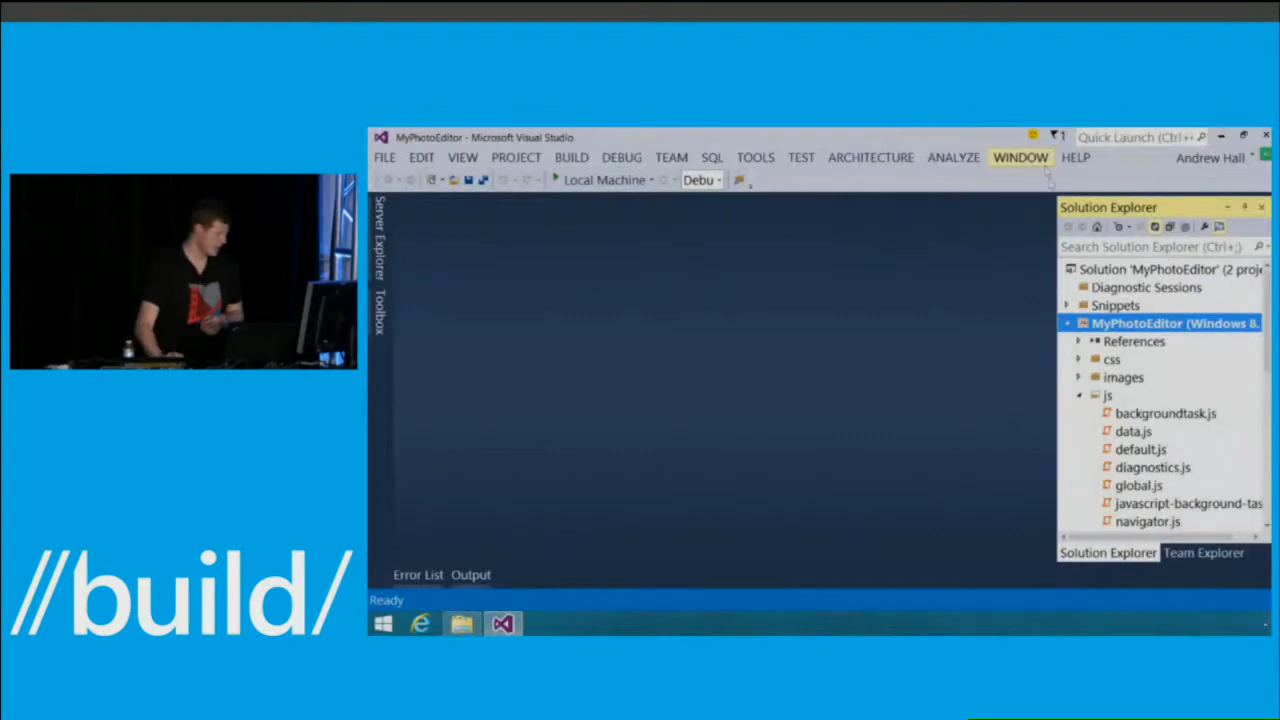 MyPhotoEditor - Microsoft Visual Studio
1
Quick Launch (Ctrl+
FILE EDIT VIEW PROJECT BUILD DEBUG TEAM SQL TOOLS TEST ARCHITECTURE ANALYZE WINDOW HELP
Andrew Hall
Local Machine
Debu
Server Explorer
Toolbox
Solution Explorer
Search Solution Explorer (Ctrl+;)
Solution 'MyPhotoEditor' (2 proje
Diagnostic Sessions
Snippets
MyPhotoEditor (Windows 8.
References
css
images
js
backgroundtask.js
data.js
default.js
diagnostics.js
global.js
javascript-background-tas
navigator.js
Solution Explorer Team Explorer
Error List Output
Ready
//build/